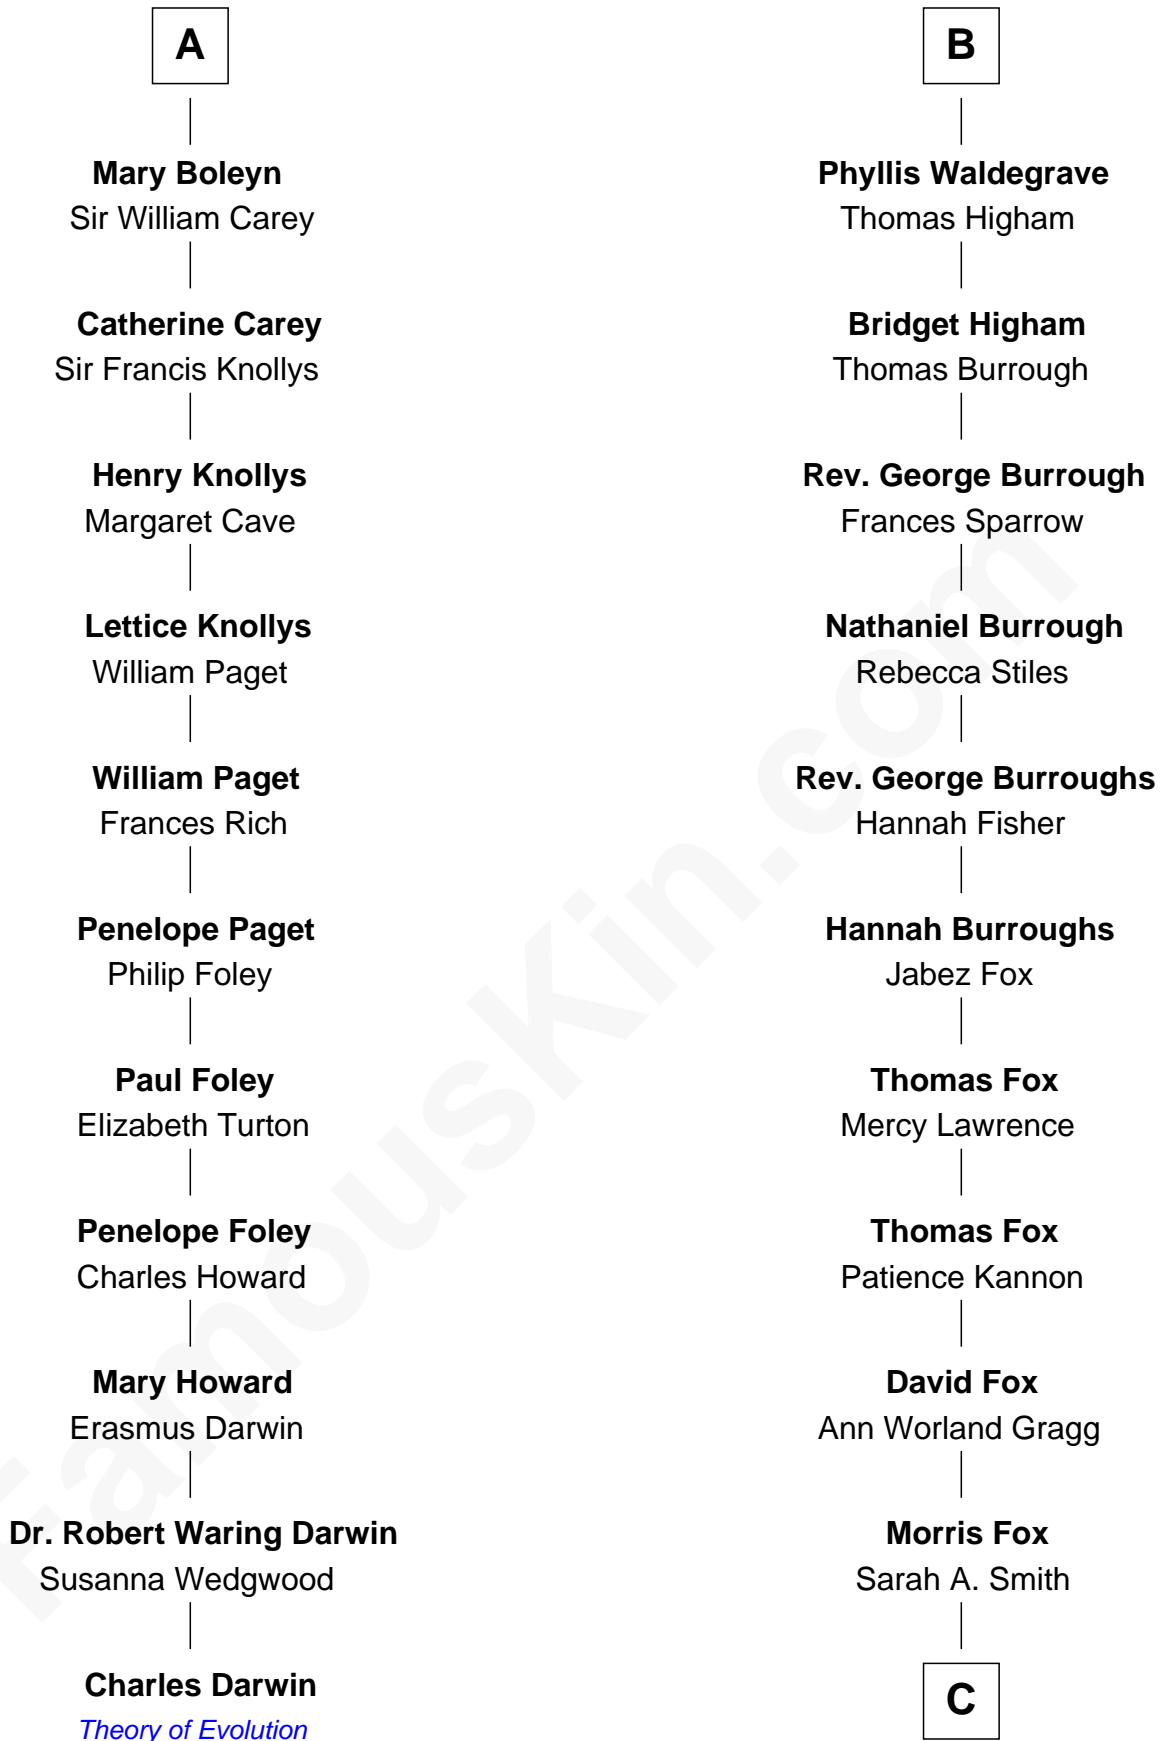 A
Mary Boleyn
Sir William Carey
Catherine Carey
Sir Francis Knollys
Henry Knollys
Margaret Cave
Lettice Knollys
William Paget
William Paget
Frances Rich
Penelope Paget
Philip Foley
Paul Foley
Elizabeth Turton
Penelope Foley
Charles Howard
Mary Howard
Erasmus Darwin
Dr. Robert Waring Darwin
Susanna Wedgwood
Charles Darwin
Theory of Evolution
B
Phyllis Waldegrave
Thomas Higham
Bridget Higham
Thomas Burrough
Rev. George Burrough
Frances Sparrow
Nathaniel Burrough
Rebecca Stiles
Rev. George Burroughs
Hannah Fisher
Hannah Burroughs
Jabez Fox
Thomas Fox
Mercy Lawrence
Thomas Fox
Patience Kannon
David Fox
Ann Worland Gragg
Morris Fox
Sarah A. Smith
C
FamousKin.com